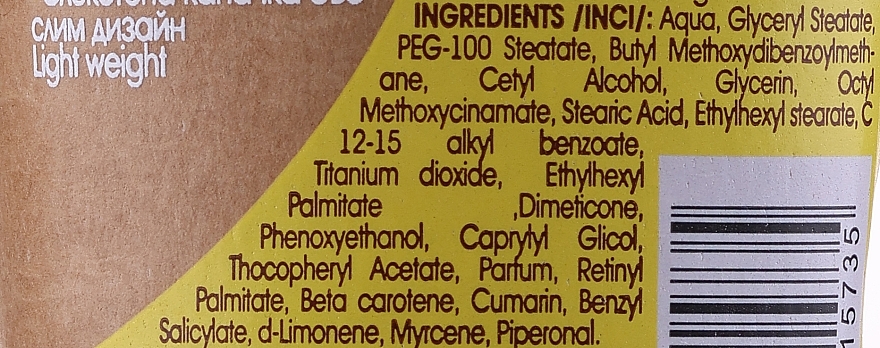 слим дизайн
Light weight
INGREDIENTS /INCI/: Aqua, Glyceryl Steatate,
PEG-100 Steatate, Butyl Methoxydibenzoylmeth-
ane, Cetyl Alcohol, Glycerin, Octyl
Methoxycinamate, Stearic Acid, Ethylhexyl stearate, C
12-15 alkyl benzoate,
Titanium dioxide, Ethylhexyl
Palmitate ,Dimeticone,
Phenoxyethanol, Caprylyl Glicol,
Thocopheryl Acetate, Parfum, Retinyl
Palmitate, Beta carotene, Cumarin, Benzyl
Salicylate, d-Limonene, Myrcene, Piperonal.
15735